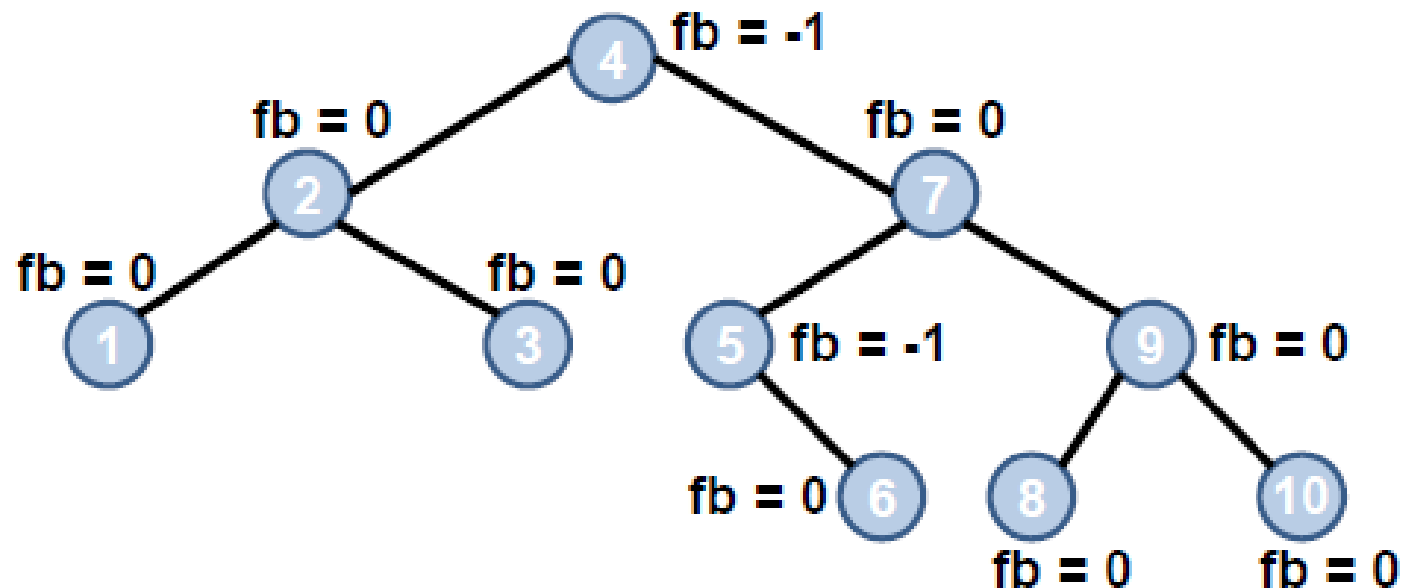 4 fb = -1
fb = 0 fb = 0
2 7
fb = 0 fb = 0
1 3 5 fb = -1 9 fb = 0
fb = 0 6 8 10
fb = 0 fb = 0